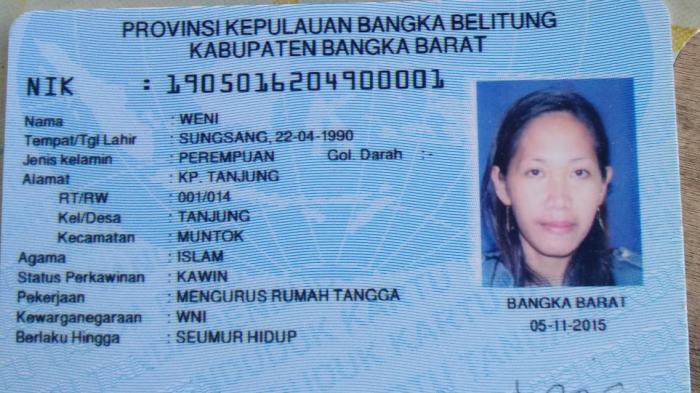 PROVINSI KEPULAUAN BANGKA BELITUNG
KABUPATEN BANGKA BARAT
NIK : 1905016204900001
Nama : WENI
Tempat/Tgl Lahir : SUNGSANG, 22-04-1990
Jenis kelamin : PEREMPUAN Gol. Darah : -
Alamat : KP. TANJUNG
RT/RW : 001/014
Kel/Desa : TANJUNG
Kecamatan : MUNTOK
Agama : ISLAM
Status Perkawinan : KAWIN
Pekerjaan : MENGURUS RUMAH TANGGA
Kewarganegaraan : WNI
Berlaku Hingga : SEUMUR HIDUP
BANGKA BARAT
05-11-2015